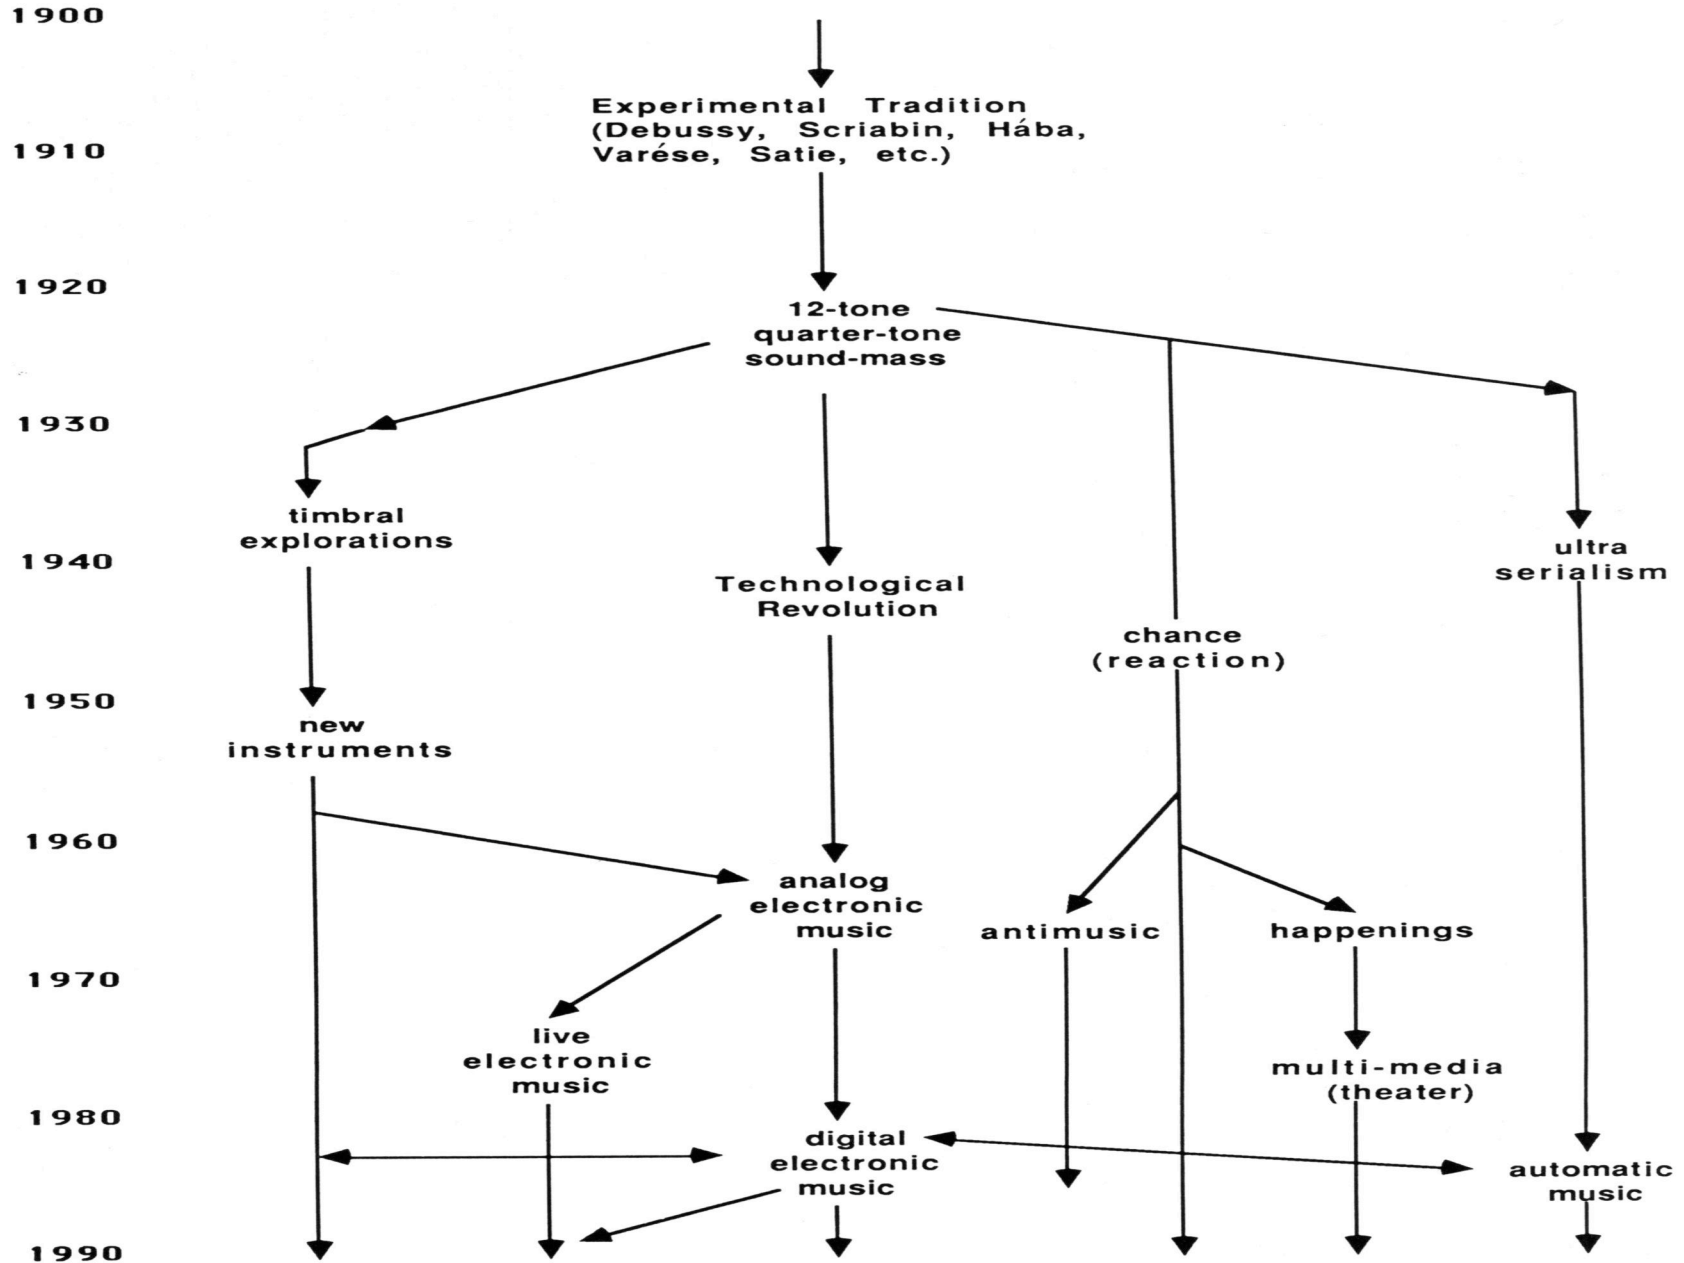 1900
Experimental Tradition
(Debussy, Scriabin, Hába,
1910
Varése, Satie, etc.)
1920
12-tone
quarter-tone
sound-mass
1930
timbral
explorations
ultra
serialism
1940
Technological
Revolution
chance
(reaction)
1950
new
instruments
1960
analog
electronic
music
antimusic
happenings
1970
live
electronic
music
multi-media
(theater)
1980
digital
electronic
music
automatic
music
1990